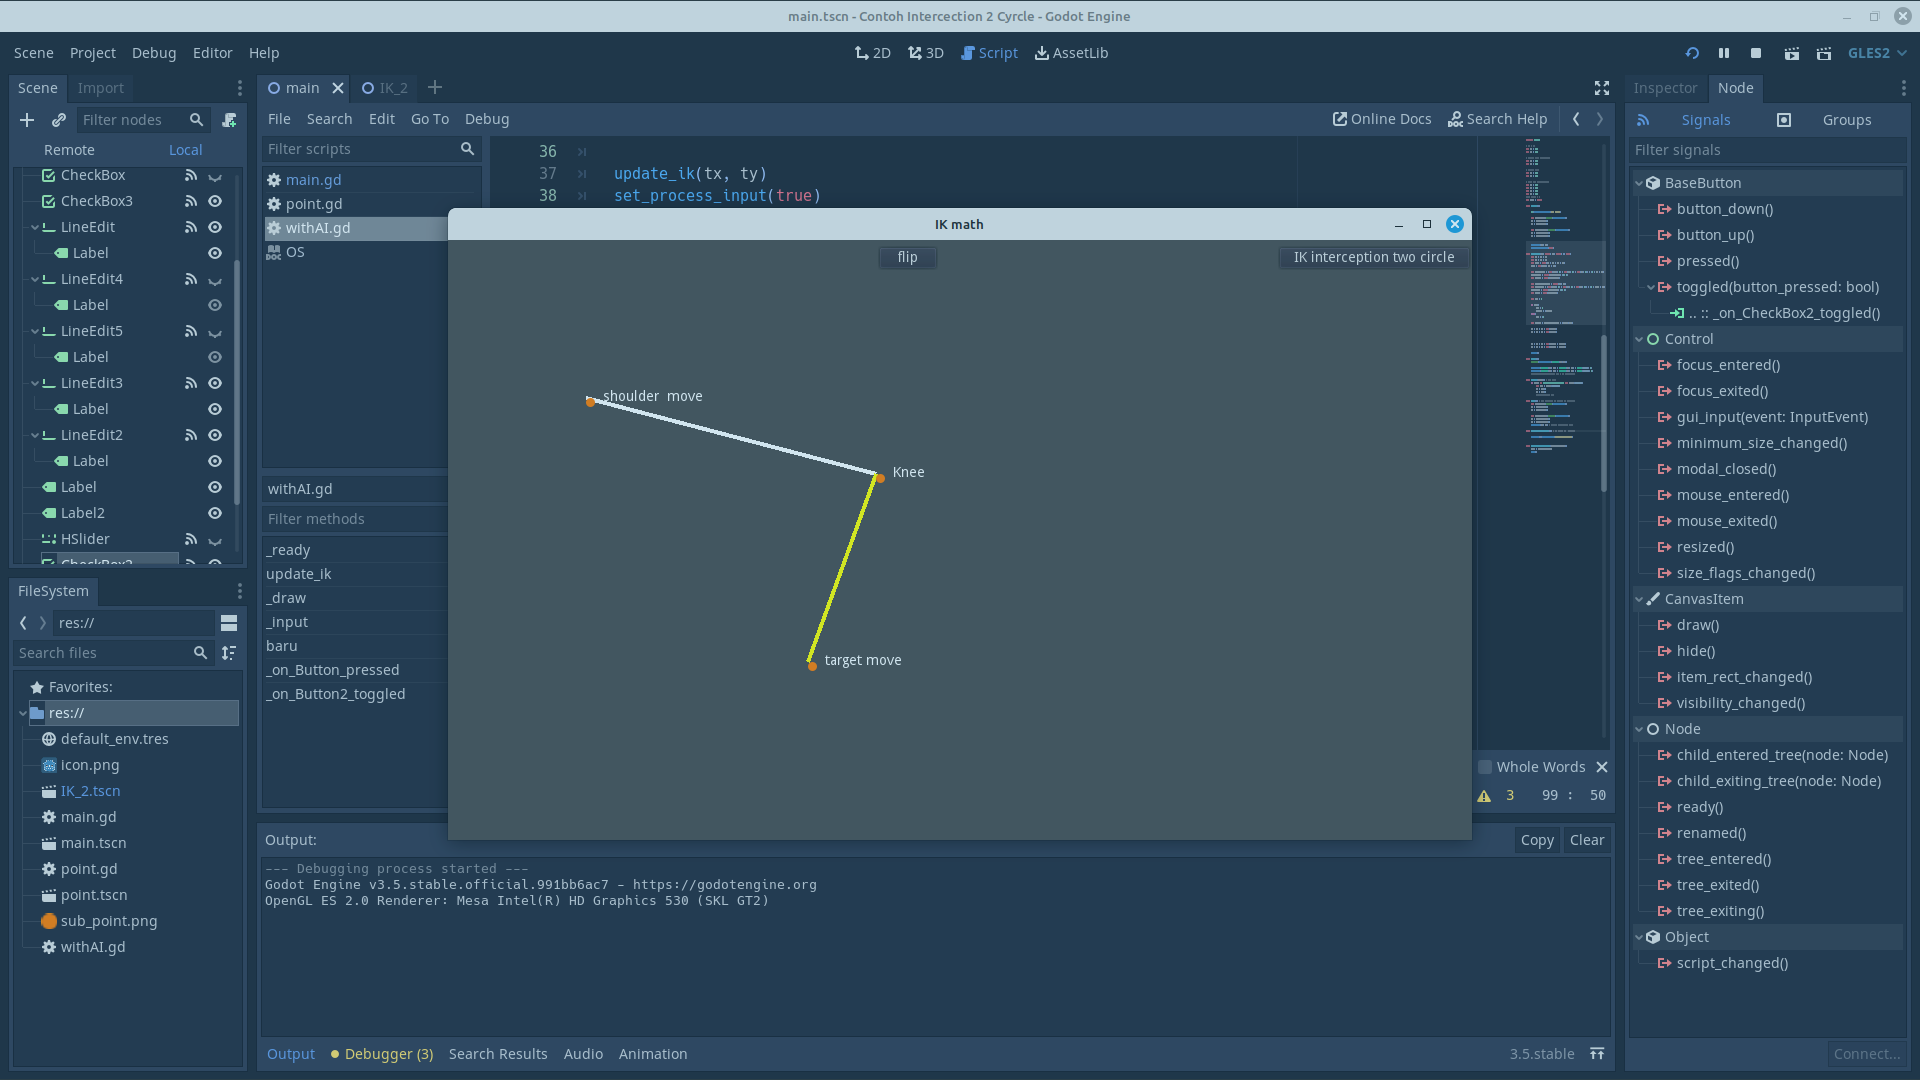 main.tscn - Contoh Intercection 2 Cyrcle - Godot Engine
Scene Project Debug Editor Help
2D 3D Script AssetLib
GLES2
Scene Import
Filter nodes
Remote Local
CheckBox
CheckBox3
LineEdit
Label
LineEdit4
Label
LineEdit5
Label
LineEdit3
Label
LineEdit2
Label
Label
Label2
HSlider
CheckBox2
FileSystem
res://
Search files
Favorites:
res://
default_env.tres
icon.png
IK_2.tscn
main.gd
main.tscn
point.gd
point.tscn
sub_point.png
withAI.gd
main IK_2
File Search Edit Go To Debug
Online Docs Search Help
Filter scripts
main.gd
point.gd
withAI.gd
OS
withAI.gd
Filter methods
_ready
update_ik
_draw
_input
baru
_on_Button_pressed
_on_Button2_toggled
36
37 update_ik(tx, ty)
38 set_process_input(true)
IK math
flip
IK interception two circle
shoulder move
Knee
target move
Whole Words
3 99 : 50
Output:
Copy Clear
--- Debugging process started ---
Godot Engine v3.5.stable.official.991bb6ac7 - https://godotengine.org
OpenGL ES 2.0 Renderer: Mesa Intel(R) HD Graphics 530 (SKL GT2)
Output Debugger (3) Search Results Audio Animation
3.5.stable
Inspector Node
Signals Groups
Filter signals
BaseButton
button_down()
button_up()
pressed()
toggled(button_pressed: bool)
.. :: _on_CheckBox2_toggled()
Control
focus_entered()
focus_exited()
gui_input(event: InputEvent)
minimum_size_changed()
modal_closed()
mouse_entered()
mouse_exited()
resized()
size_flags_changed()
CanvasItem
draw()
hide()
item_rect_changed()
visibility_changed()
Node
child_entered_tree(node: Node)
child_exiting_tree(node: Node)
ready()
renamed()
tree_entered()
tree_exited()
tree_exiting()
Object
script_changed()
Connect...